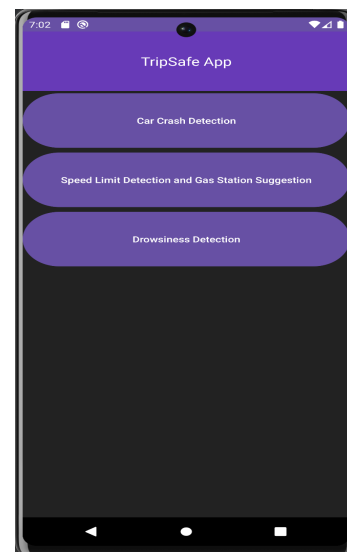 7:02
TripSafe App
Car Crash Detection
Speed Limit Detection and Gas Station Suggestion
Drowsiness Detection